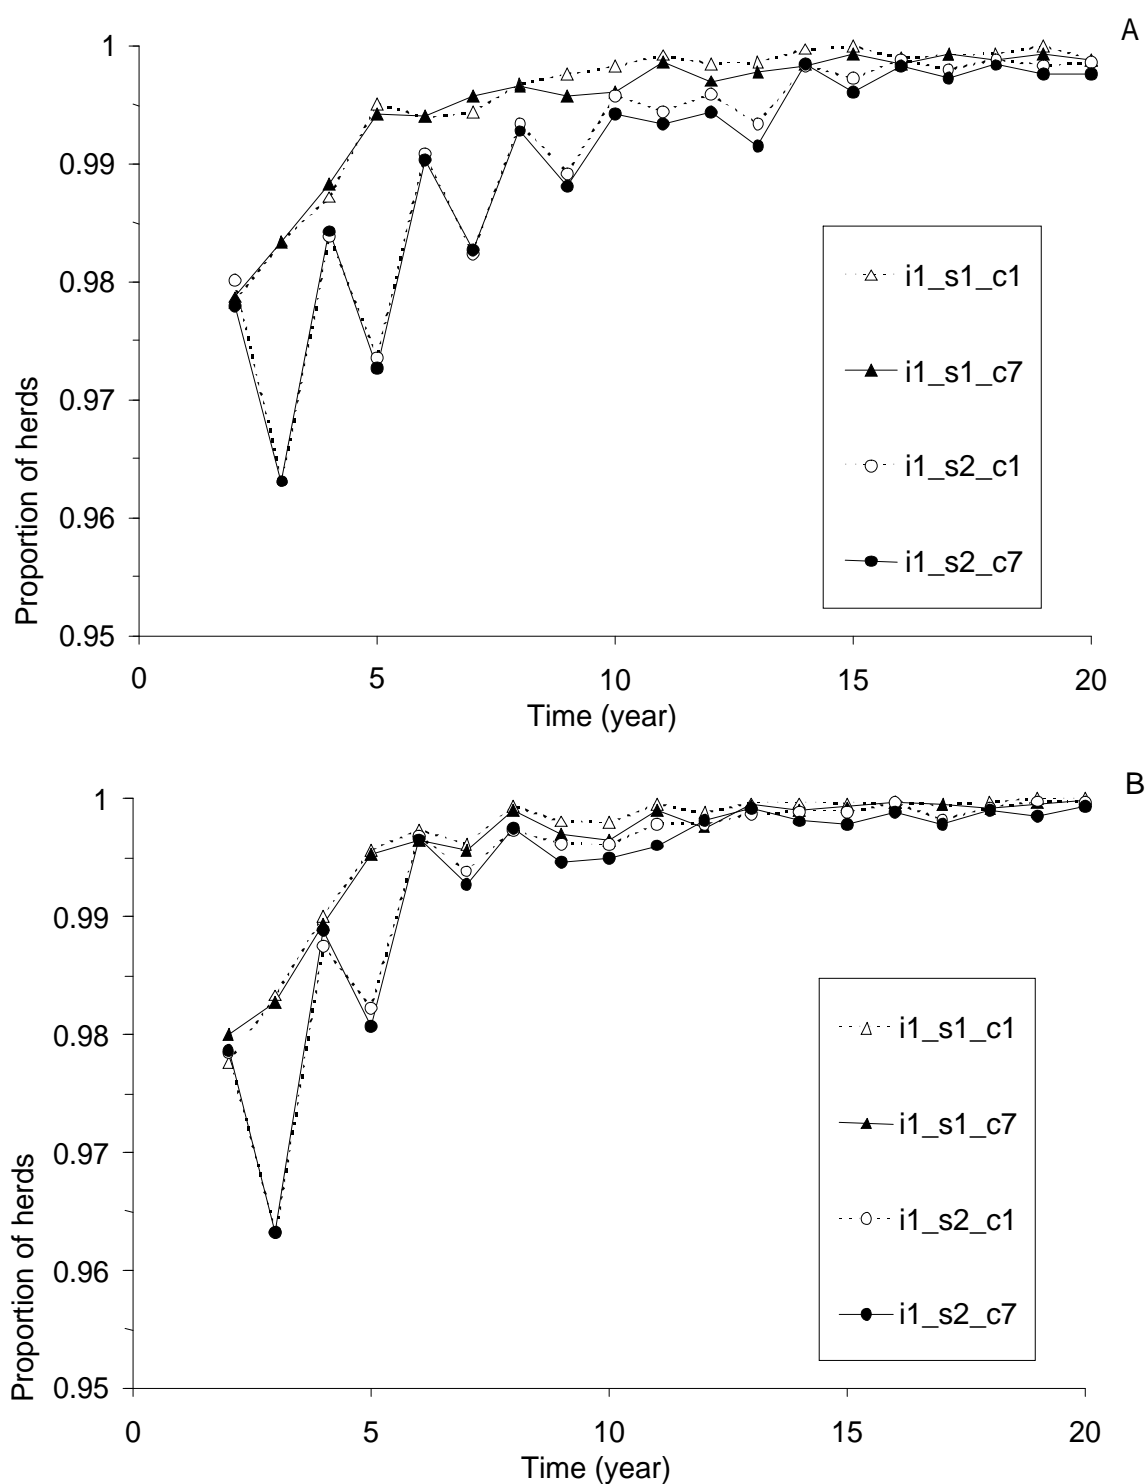 A
1
0.99
0.98
0.97
0.96
0.95
Proportion of herds
0
5
10
15
20
Time (year)
i1_s1_c1
i1_s1_c7
i1_s2_c1
i1_s2_c7
B
1
0.99
0.98
0.97
0.96
0.95
Proportion of herds
0
5
10
15
20
Time (year)
i1_s1_c1
i1_s1_c7
i1_s2_c1
i1_s2_c7